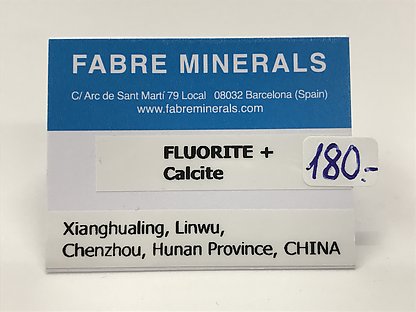 FABRE MINERALS
C/ Arc de Sant Martí 79 Local 08032 Barcelona (Spain)
www.fabreminerals.com
FLUORITE +
Calcite
180.-
Xianghualing, Linwu,
Chenzhou, Hunan Province, CHINA